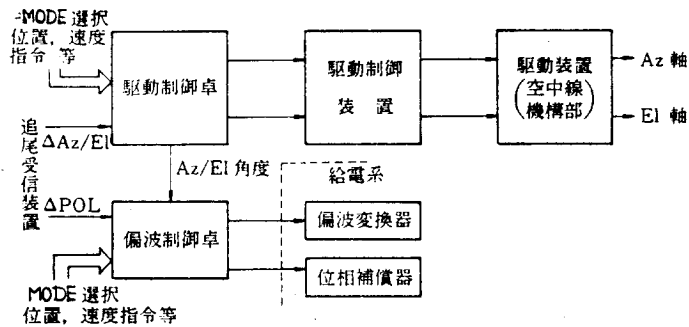 MODE 選択
位置，速度
指令 等
駆動制御卓
駆動制御
装　置
駆動装置
(空中線
機構部)
Az 軸
El 軸
追尾受信装置
ΔAz/El
Az/El 角度
給電系
ΔPOL
偏波制御卓
偏波変換器
位相補償器
MODE 選択
位置，速度指令等